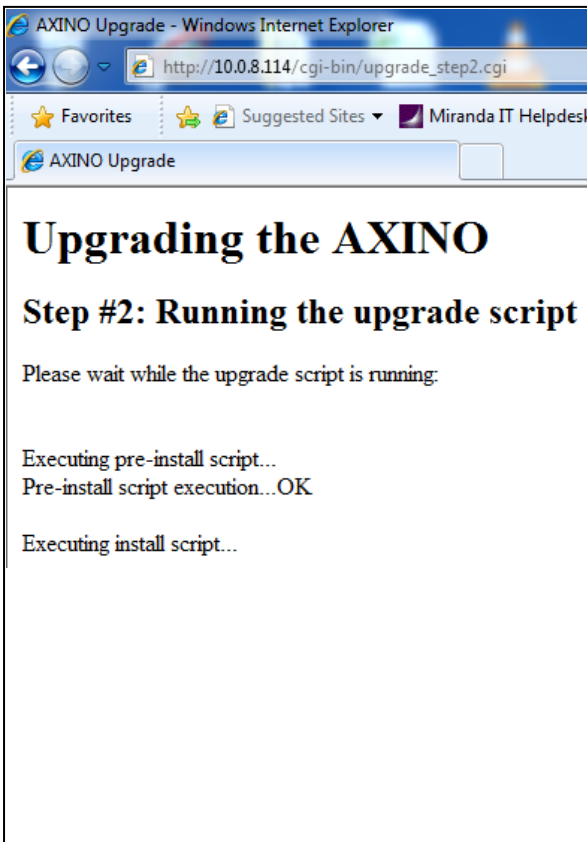 AXINO Upgrade - Windows Internet Explorer
http://10.0.8.114/cgi-bin/upgrade_step2.cgi
Favorites Suggested Sites Miranda IT Helpdesk
AXINO Upgrade
Upgrading the AXINO
Step #2: Running the upgrade script
Please wait while the upgrade script is running:
Executing pre-install script...
Pre-install script execution...OK
Executing install script...